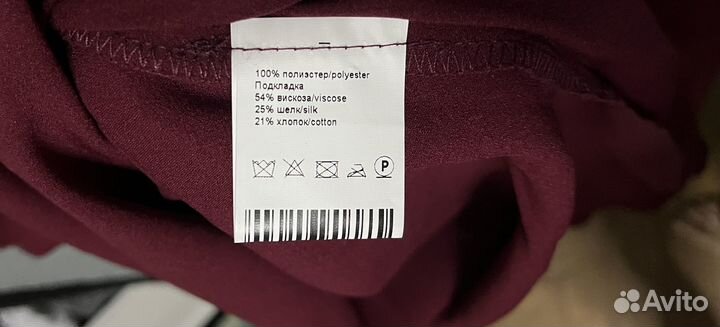 100% полиэстер/polyester
Подкладка
54% вискоза/viscose
25% шелк/silk
21% хлопок/cotton
P
Avito